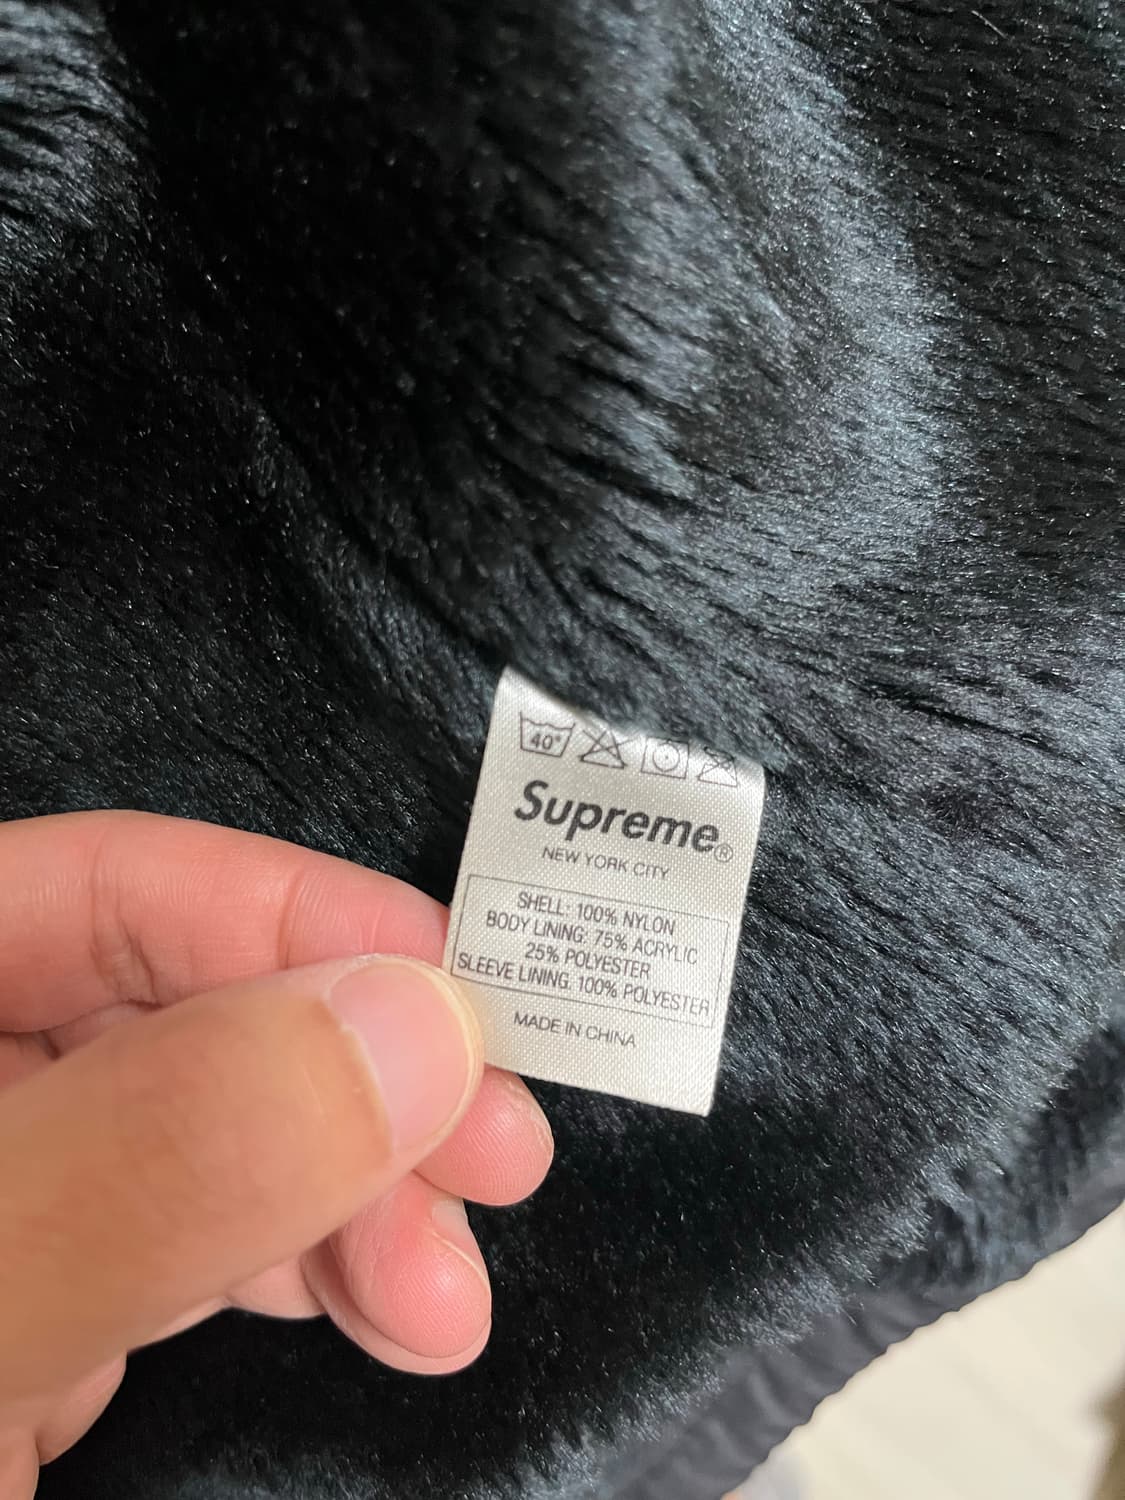 40°
Supreme®
NEW YORK CITY
SHELL: 100% NYLON
BODY LINING: 75% ACRYLIC
25% POLYESTER
SLEEVE LINING: 100% POLYESTER
MADE IN CHINA